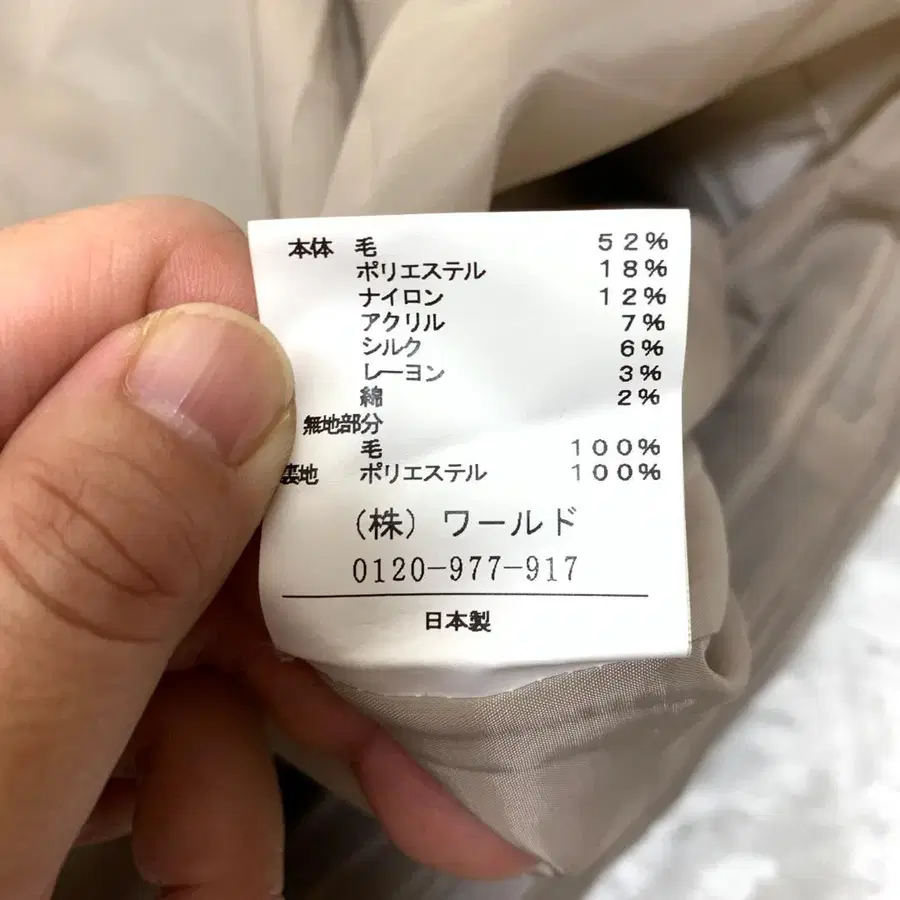 本体 毛 52%
ポリエステル 18%
ナイロン 12%
アクリル 7%
シルク 6%
レーヨン 3%
綿 2%
無地部分
毛 100%
裏地 ポリエステル 100%
(株) ワールド
0120-977-917
日本製